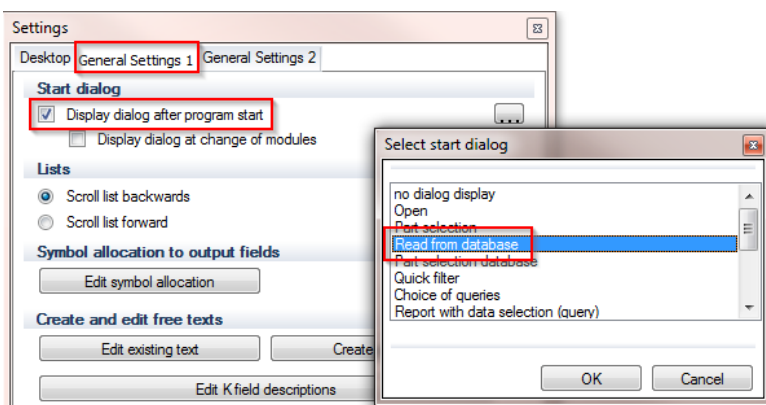 Settings
Desktop General Settings 1 General Settings 2
Start dialog
Display dialog after program start
...
Display dialog at change of modules
Lists
Scroll list backwards
Scroll list forward
Symbol allocation to output fields
Edit symbol allocation
Create and edit free texts
Edit existing text
Create
Edit K field descriptions
Select start dialog
no dialog display
Open
Part selection
Read from database
Part selection database
Quick filter
Choice of queries
Report with data selection (query)
OK Cancel